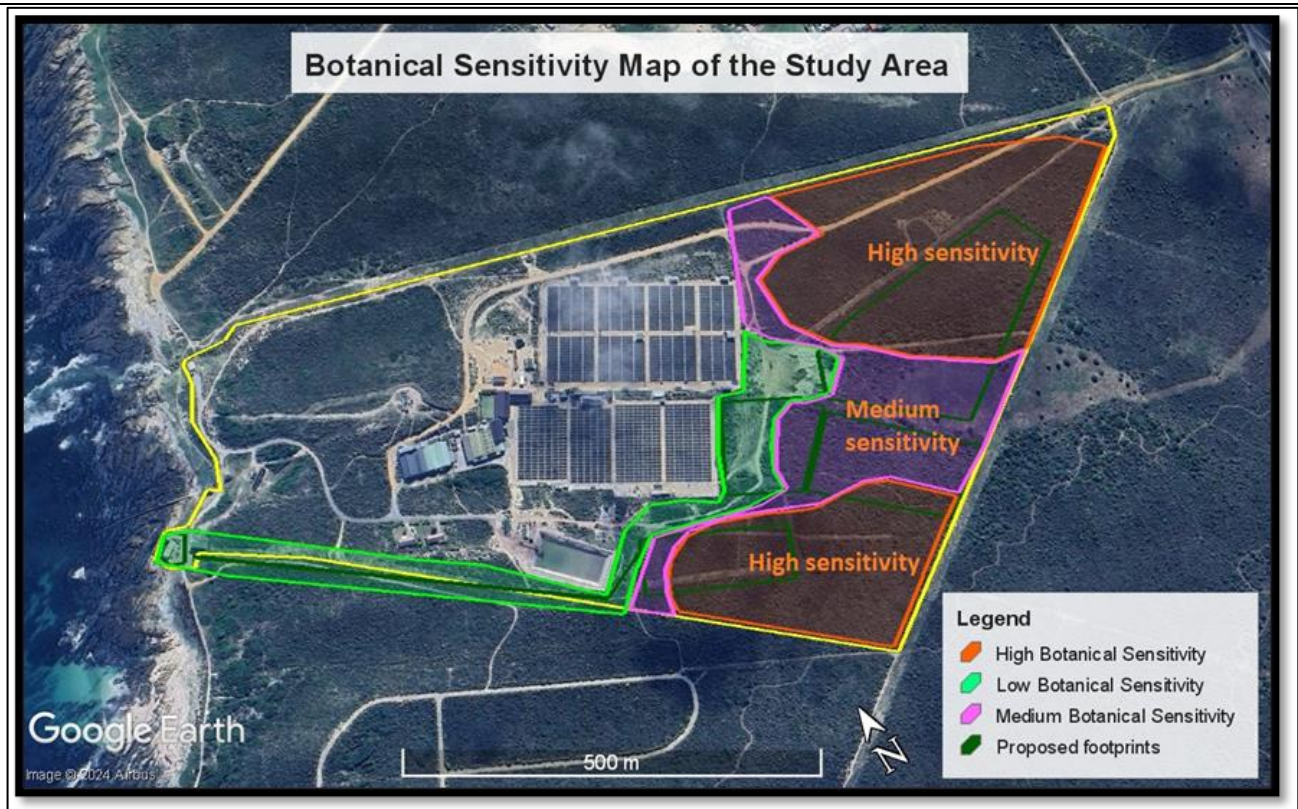 Botanical Sensitivity Map of the Study Area
High sensitivity
Medium
sensitivity
High sensitivity
Legend
High Botanical Sensitivity
Low Botanical Sensitivity
Medium Botanical Sensitivity
Proposed footprints
N
500 m
Google Earth
Image © 2024 Airbus